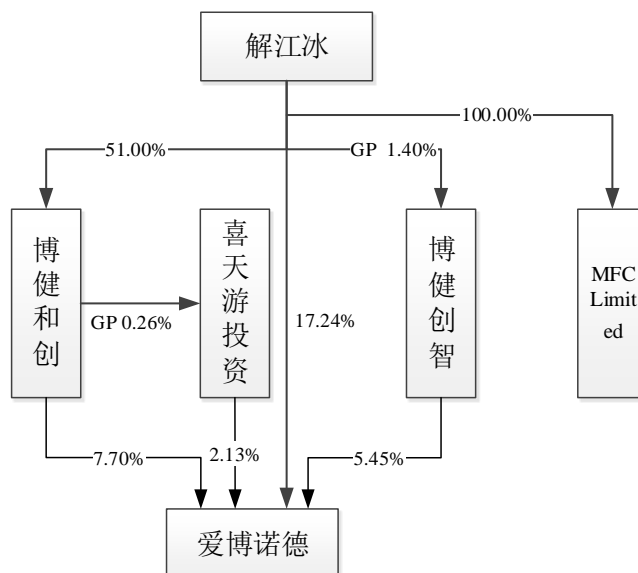 解江冰
100.00%
51.00%
GP 1.40%
博健和创
喜天游投资
博健创智
MFC
Limit
ed
GP 0.26%
17.24%
7.70%
2.13%
5.45%
爱博诺德